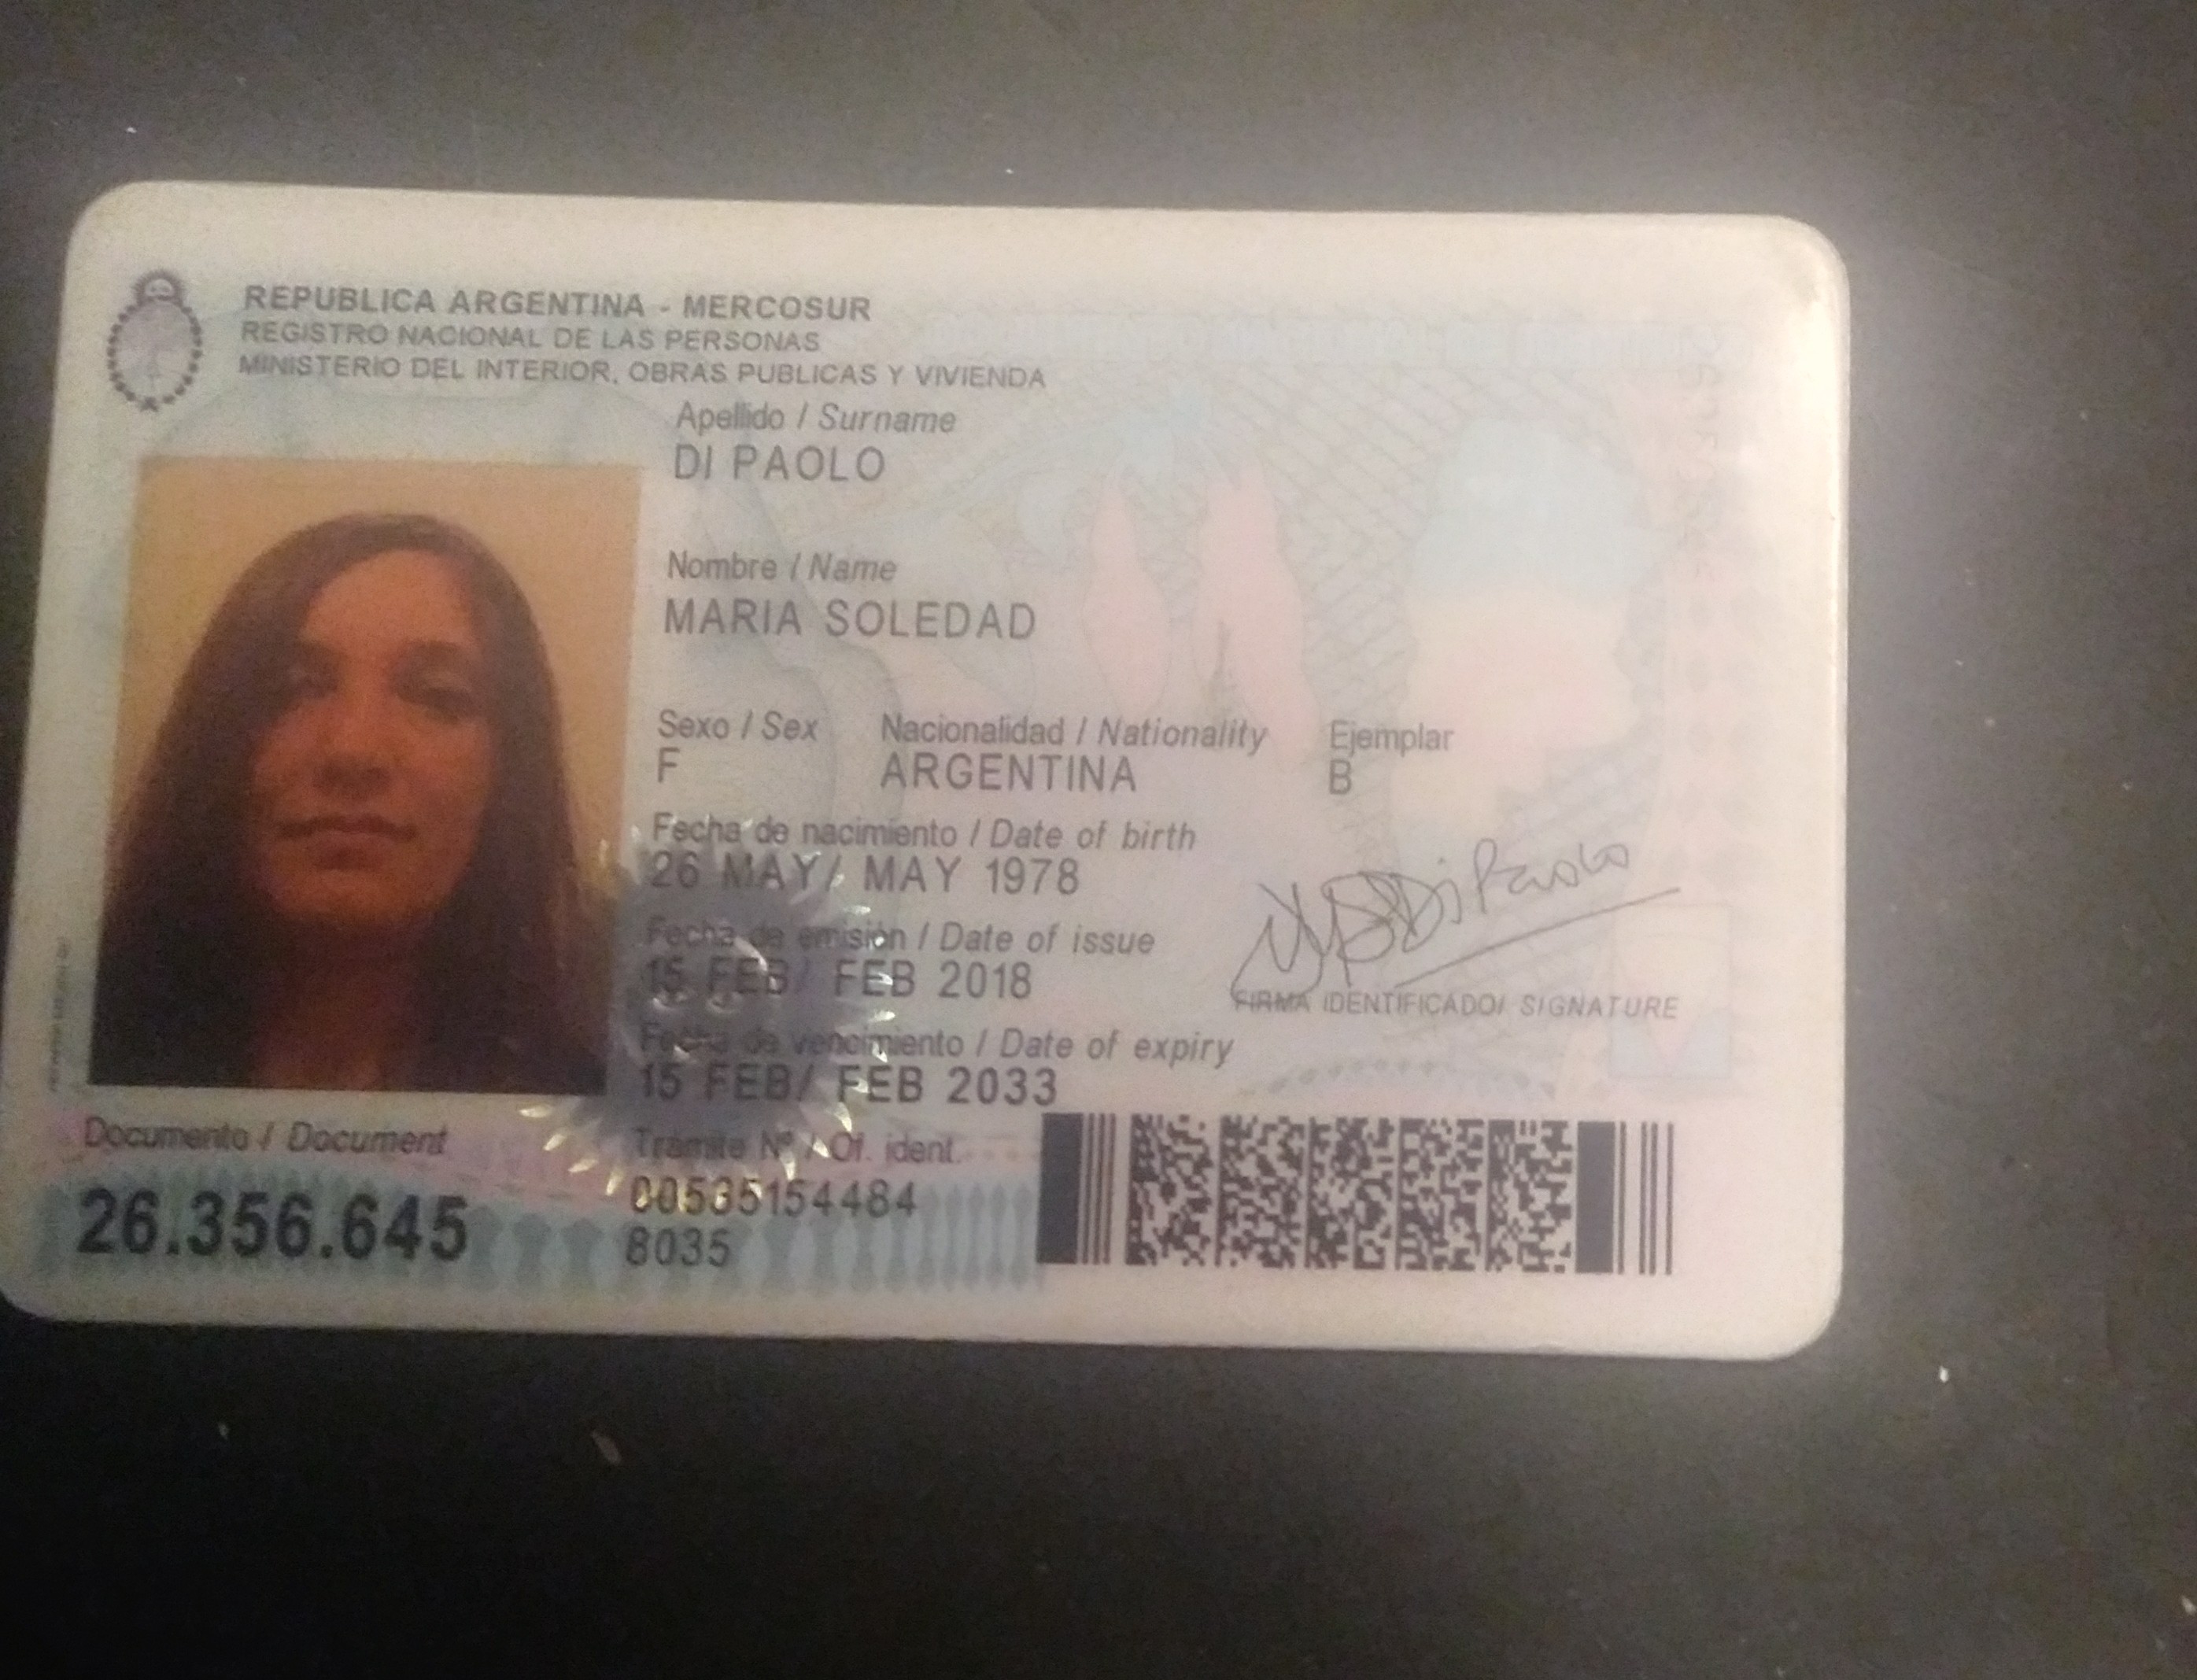 REPUBLICA ARGENTINA - MERCOSUR
REGISTRO NACIONAL DE LAS PERSONAS
MINISTERIO DEL INTERIOR, OBRAS PUBLICAS Y VIVIENDA
Apellido / Surname
DI PAOLO
Nombre / Name
MARIA SOLEDAD
Sexo / Sex Nacionalidad / Nationality Ejemplar
F ARGENTINA B
Fecha de nacimiento / Date of birth
26 MAY/ MAY 1978
Fecha de emisión / Date of issue
15 FEB/ FEB 2018
Fecha de vencimiento / Date of expiry
15 FEB/ FEB 2033
Di Paolo
FIRMA IDENTIFICADO/ SIGNATURE
Documento / Document
26.356.645
Trámite Nº / Of. ident.
00535154484
8035